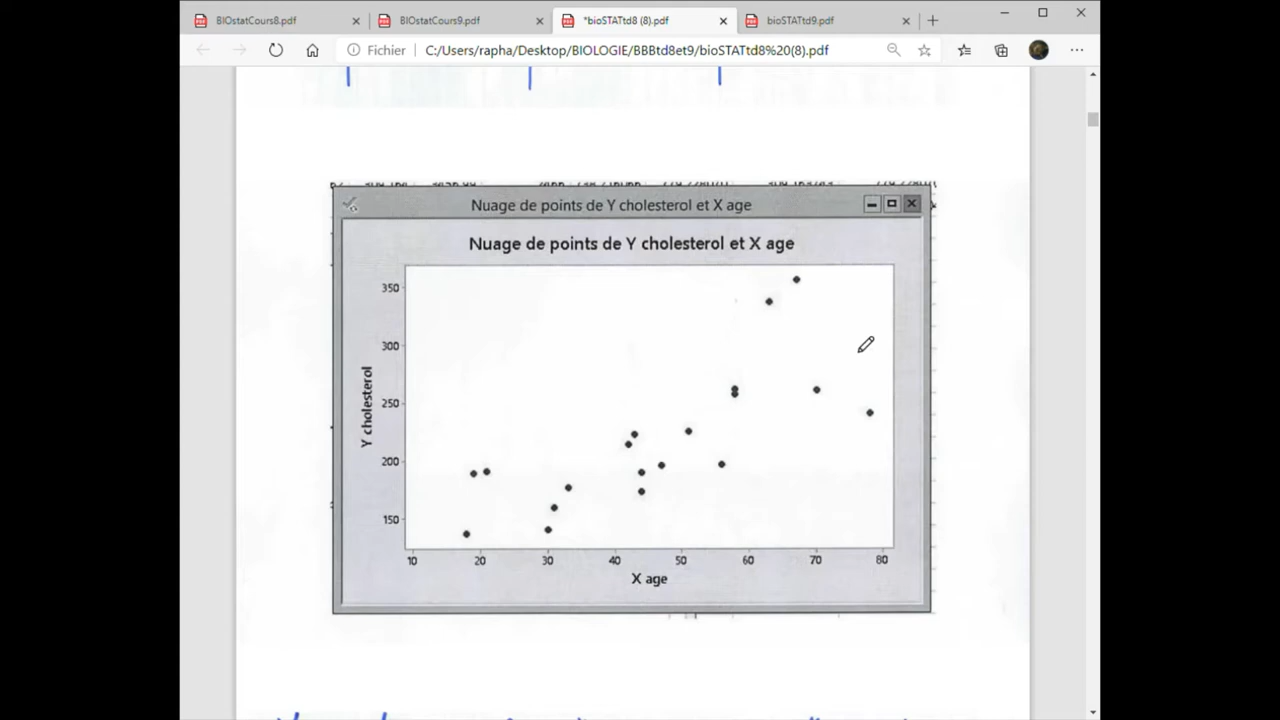 BIOstatCours8.pdf
BIOstatCours9.pdf
*bioSTATtd8 (8).pdf
bioSTATtd9.pdf
Fichier
C:/Users/rapha/Desktop/BIOLOGIE/BBBtd8et9/bioSTATtd8%20(8).pdf
Nuage de points de Y cholesterol et X age
Nuage de points de Y cholesterol et X age
350
300
250
200
150
Y cholesterol
10 20 30 40 50 60 70 80
X age